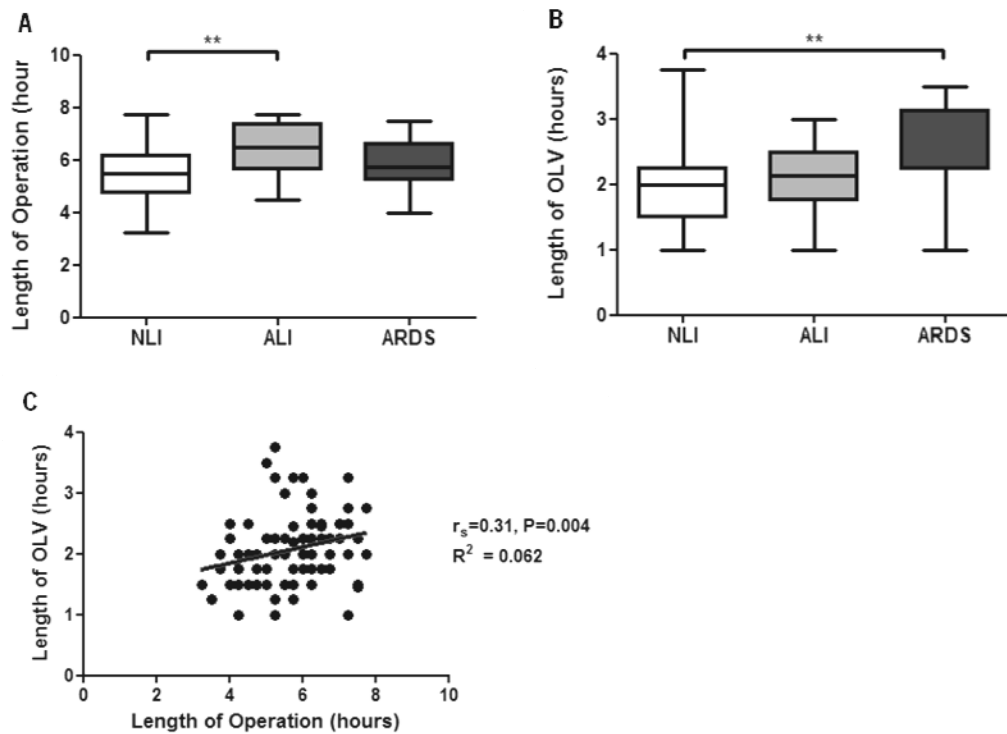 A
**
Length of Operation (hour
10
8
6
4
2
0
NLI
ALI
ARDS
B
**
Length of OLV (hours)
4
3
2
1
0
NLI
ALI
ARDS
C
Length of OLV (hours)
4
3
2
1
0
0
2
4
6
8
10
Length of Operation (hours)
rs=0.31, P=0.004
R² = 0.062